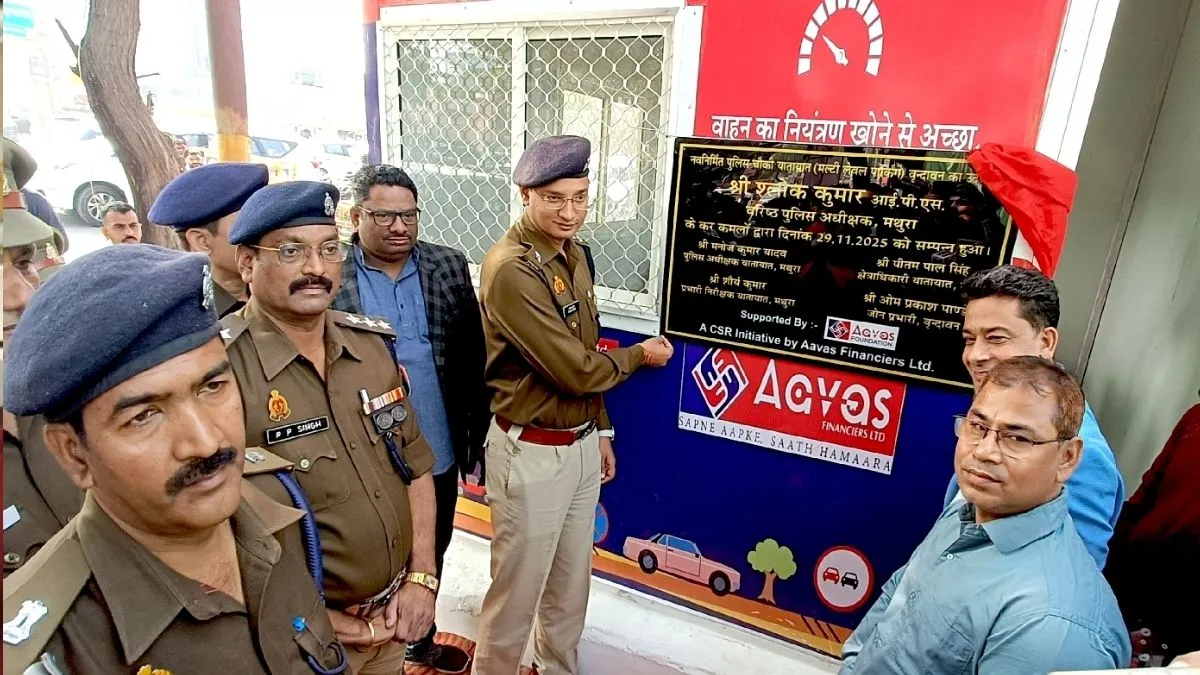 वाहन का नियंत्रण खोने से अच्छा
नवनिर्मित पुलिस चौकी यातायात (मल्टी लेवल पार्किंग) वृन्दावन का
श्री श्लोक कुमार आई.पी.एस.
वरिष्ठ पुलिस अधीक्षक, मथुरा
के कर कमलों द्वारा दिनांक 29.11.2025 को सम्पन्न हुआ।
श्री मनोज कुमार यादव
पुलिस अधीक्षक यातायात, मथुरा
श्री पीतम पाल सिंह
क्षेत्राधिकारी यातायात,
श्री शौर्य कुमार
प्रभारी निरीक्षक यातायात, मथुरा
श्री ओम प्रकाश
जोन प्रभारी, वृन्दावन
Supported By :- Aavas
FOUNDATION
A CSR Initiative by Aavas Financiers Ltd.
Aavas
FINANCIERS LTD
SAPNE AAPKE, SAATH HAMAARA
P P SINGH